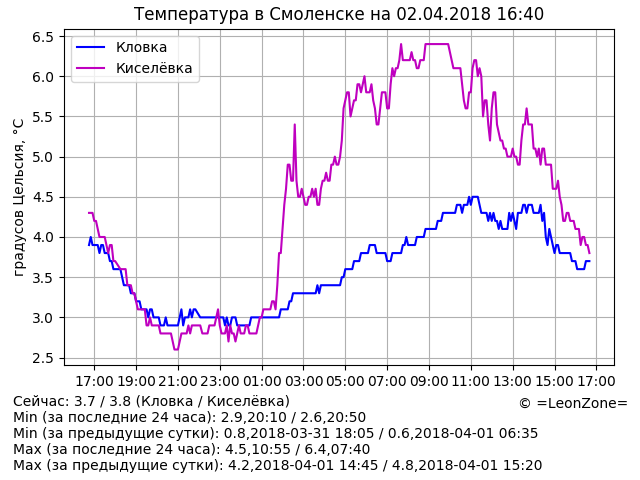 Температура в Смоленске на 02.04.2018 16:40
Кловка
Киселёвка
градусов Цельсия, °C
6.5
6.0
5.5
5.0
4.5
4.0
3.5
3.0
2.5
17:00 19:00 21:00 23:00 01:00 03:00 05:00 07:00 09:00 11:00 13:00 15:00 17:00
Сейчас: 3.7 / 3.8 (Кловка / Киселёвка)
© =LeonZone=
Min (за последние 24 часа): 2.9,20:10 / 2.6,20:50
Min (за предыдущие сутки): 0.8,2018-03-31 18:05 / 0.6,2018-04-01 06:35
Max (за последние 24 часа): 4.5,10:55 / 6.4,07:40
Max (за предыдущие сутки): 4.2,2018-04-01 14:45 / 4.8,2018-04-01 15:20